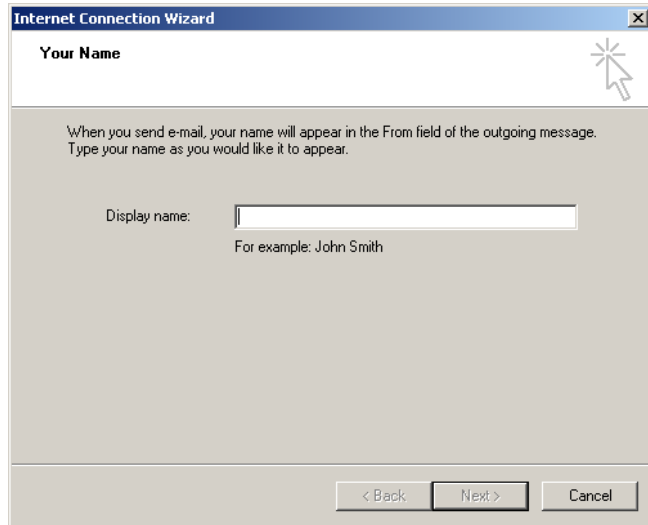 Internet Connection Wizard
Your Name
When you send e-mail, your name will appear in the From field of the outgoing message.
Type your name as you would like it to appear.
Display name:
For example: John Smith
< Back
Next >
Cancel